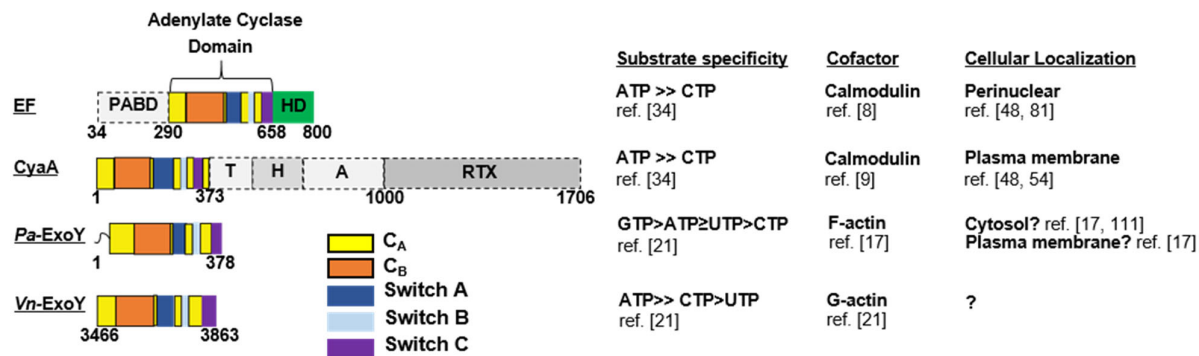 Adenylate Cyclase
Domain
Substrate specificity Cofactor Cellular Localization
EF PABD HD
34 290 658 800
ATP >> CTP Calmodulin Perinuclear
ref. [34] ref. [8] ref. [48, 81]
CyaA T H A RTX
1 373 1000 1706
ATP >> CTP Calmodulin Plasma membrane
ref. [34] ref. [9] ref. [48, 54]
Pa-ExoY
1 378
GTP>ATP≥UTP>CTP F-actin Cytosol? ref. [17, 111]
ref. [21] ref. [17] Plasma membrane? ref. [17]
Vn-ExoY
3466 3863
ATP>> CTP>UTP G-actin ?
ref. [21] ref. [21]
CA
CB
Switch A
Switch B
Switch C